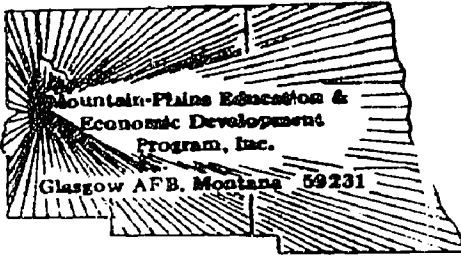 Mountain-Plains Education &
Economic Development
Program, Inc.
Glasgow AFB, Montana 59231